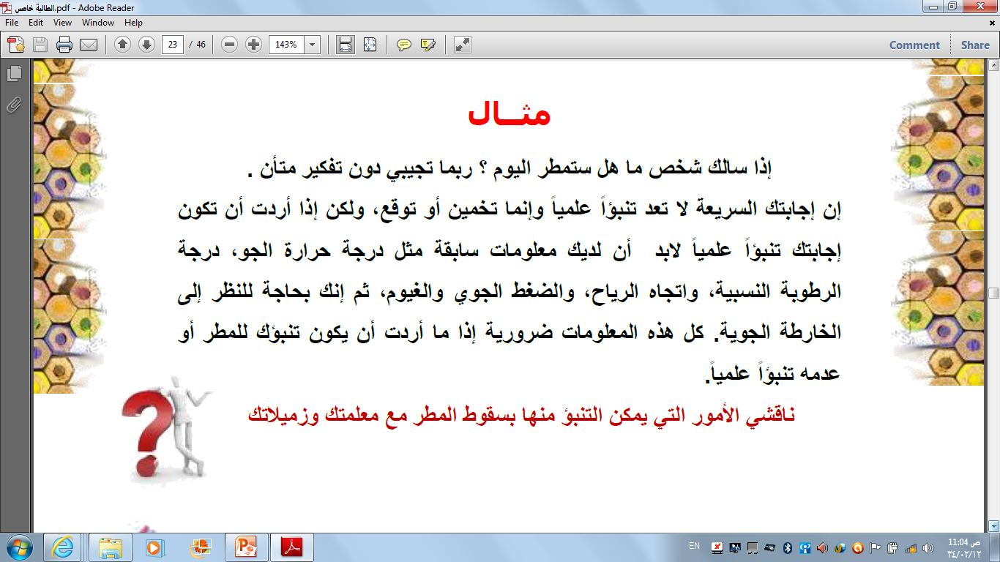 الطالبة خامس.pdf - Adobe Reader
File Edit View Window Help
23 / 46 143% Comment Share
مثــال
إذا سالك شخص ما هل ستمطر اليوم ؟ ربما تجيبي دون تفكير متأن .
إن إجابتك السريعة لا تعد تنبؤاً علمياً وإنما تخمين أو توقع، ولكن إذا أردت أن تكون
إجابتك تنبؤاً علمياً لابد أن لديك معلومات سابقة مثل درجة حرارة الجو، درجة
الرطوبة النسبية، واتجاه الرياح، والضغط الجوي والغيوم، ثم إنك بحاجة للنظر إلى
الخارطة الجوية. كل هذه المعلومات ضرورية إذا ما أردت أن يكون تنبؤك للمطر أو
عدمه تنبؤاً علمياً.
ناقشي الأمور التي يمكن التنبؤ منها بسقوط المطر مع معلمتك وزميلاتك
EN
11:04 ص
٣٤/٠٢/١٢